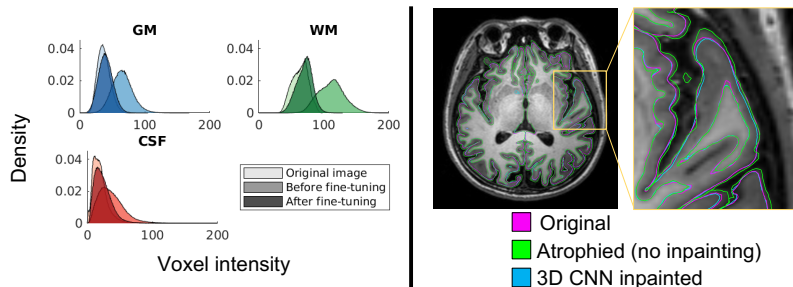 GM
WM
0.04
0.02
0
0
100
200
0.04
0.02
0
0
100
200
CSF
0.04
0.02
0
0
100
200
Density
Original image
Before fine-tuning
After fine-tuning
Voxel intensity
Original
Atrophied (no inpainting)
3D CNN inpainted